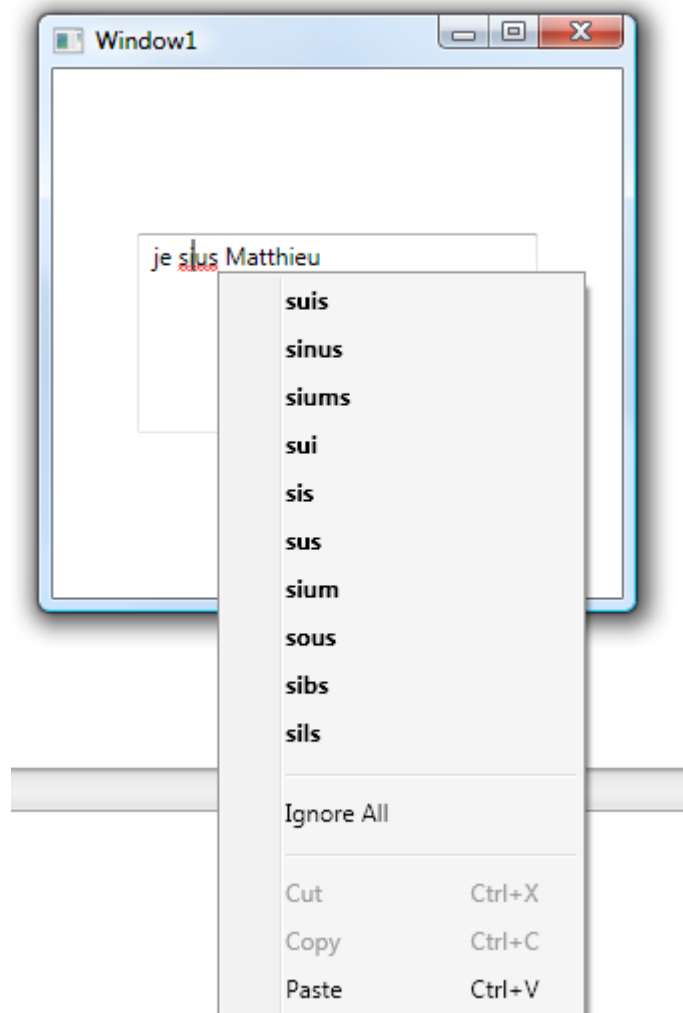 Window1
je sius Matthieu
suis
sinus
siums
sui
sis
sus
sium
sous
sibs
sils
Ignore All
Cut Ctrl+X
Copy Ctrl+C
Paste Ctrl+V